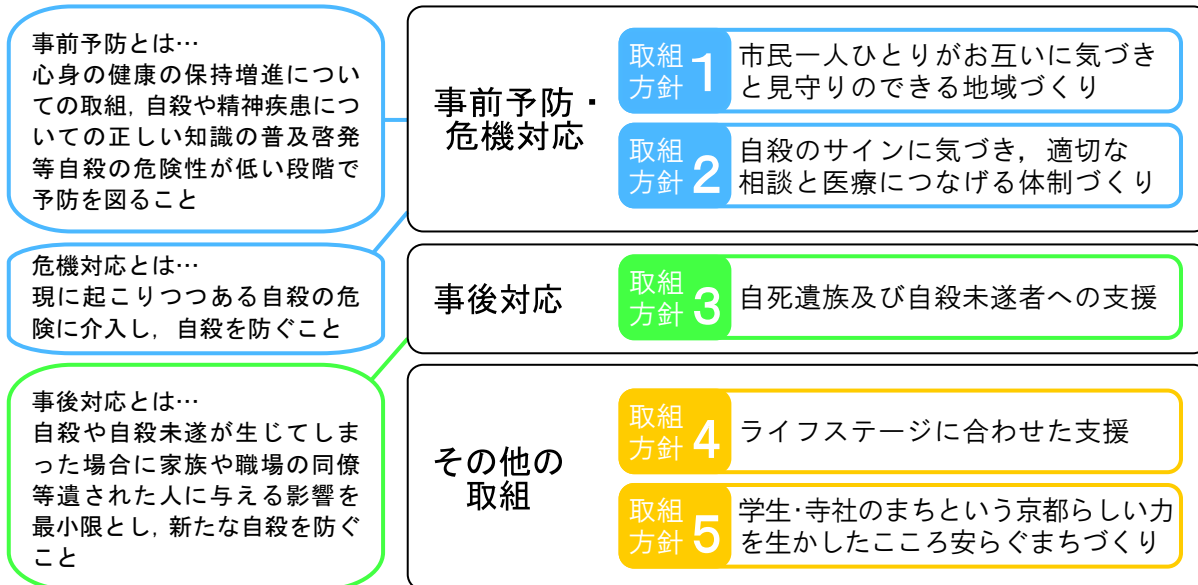 事前予防とは…
心身の健康の保持増進につい
ての取組，自殺や精神疾患につ
いての正しい知識の普及啓発
等自殺の危険性が低い段階で
予防を図ること
危機対応とは…
現に起こりつつある自殺の危
険に介入し，自殺を防ぐこと
事後対応とは…
自殺や自殺未遂が生じてしま
った場合に家族や職場の同僚
等遺された人に与える影響を
最小限とし，新たな自殺を防ぐ
こと
事前予防・
危機対応
取組
方針 1
市民一人ひとりがお互いに気づき
と見守りのできる地域づくり
取組
方針 2
自殺のサインに気づき，適切な
相談と医療につなげる体制づくり
事後対応
取組
方針 3
自死遺族及び自殺未遂者への支援
その他の
取組
取組
方針 4
ライフステージに合わせた支援
取組
方針 5
学生･寺社のまちという京都らしい力
を生かしたこころ安らぐまちづくり